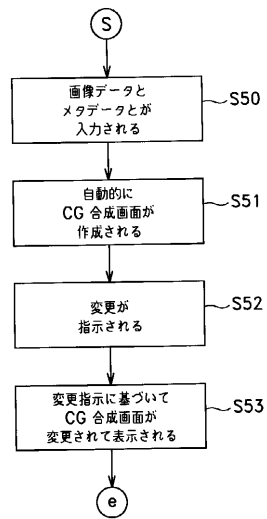 S
画像データと
メタデータとが
入力される
S50
自動的に
CG 合成画面が
作成される
S51
変更が
指示される
S52
変更指示に基づいて
CG 合成画面が
変更されて表示される
S53
e